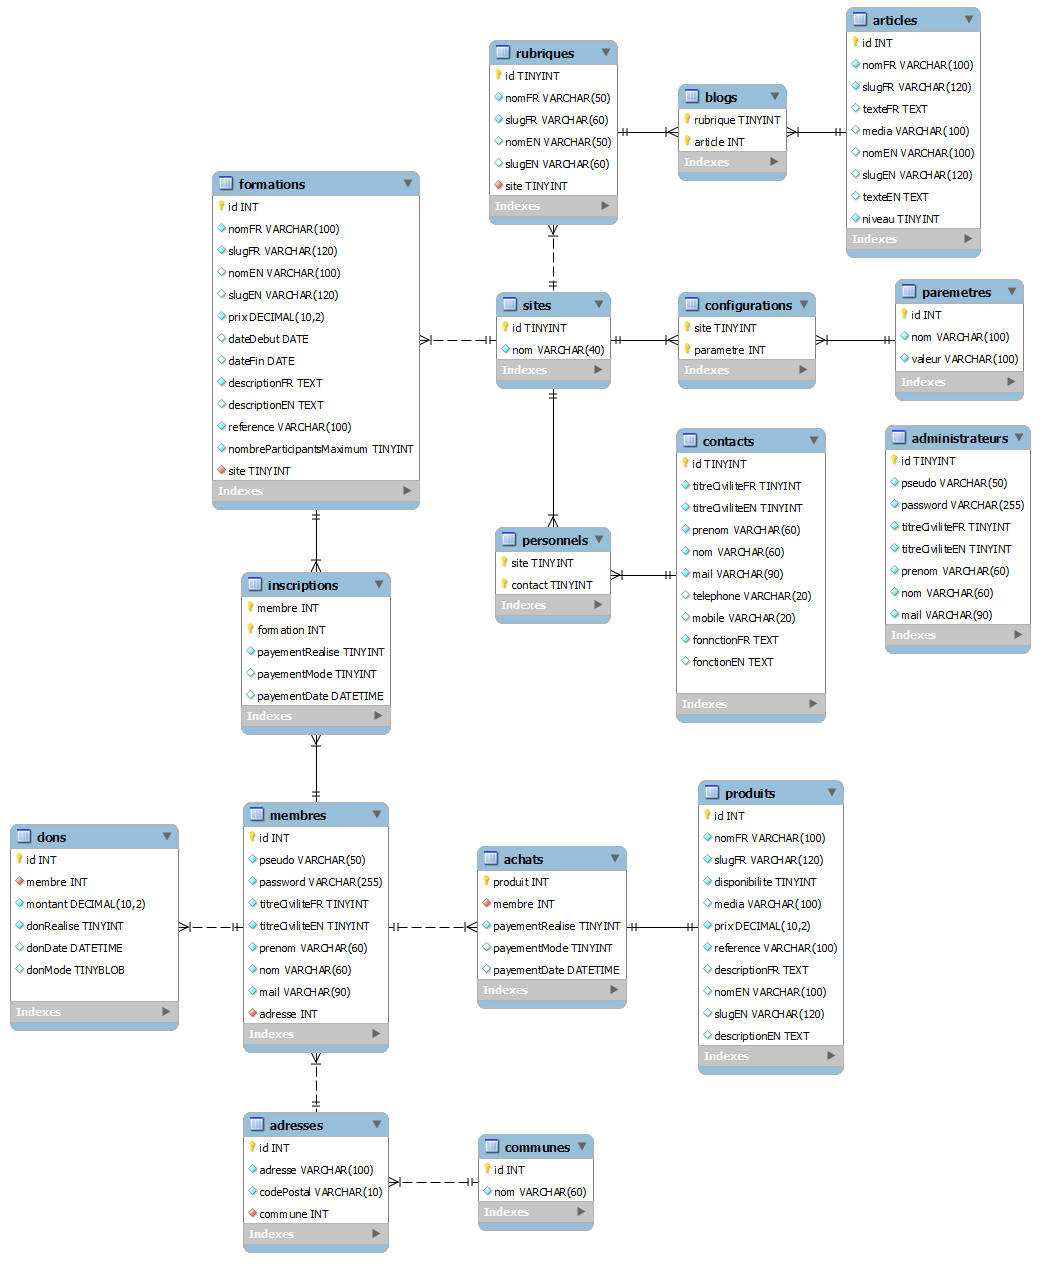 articles
id INT
nomFR VARCHAR(100)
slugFR VARCHAR(120)
texteFR TEXT
media VARCHAR(100)
nomEN VARCHAR(100)
slugEN VARCHAR(120)
texteEN TEXT
niveau TINYINT
Indexes
rubriques
id TINYINT
nomFR VARCHAR(50)
slugFR VARCHAR(60)
nomEN VARCHAR(50)
slugEN VARCHAR(60)
site TINYINT
Indexes
blogs
rubrique TINYINT
article INT
Indexes
formations
id INT
nomFR VARCHAR(100)
slugFR VARCHAR(120)
nomEN VARCHAR(100)
slugEN VARCHAR(120)
prix DECIMAL(10,2)
dateDebut DATE
dateFin DATE
descriptionFR TEXT
descriptionEN TEXT
reference VARCHAR(100)
nombreParticipantsMaximum TINYINT
site TINYINT
Indexes
sites
id TINYINT
nom VARCHAR(40)
Indexes
configurations
site TINYINT
parametre INT
Indexes
paremetres
id INT
nom VARCHAR(100)
valeur VARCHAR(100)
Indexes
contacts
id TINYINT
titreCiviliteFR TINYINT
titreCiviliteEN TINYINT
prenom VARCHAR(60)
nom VARCHAR(60)
mail VARCHAR(90)
telephone VARCHAR(20)
mobile VARCHAR(20)
fonnctionFR TEXT
fonctionEN TEXT
Indexes
administrateurs
id TINYINT
pseudo VARCHAR(50)
password VARCHAR(255)
titreCiviliteFR TINYINT
titreCiviliteEN TINYINT
prenom VARCHAR(60)
nom VARCHAR(60)
mail VARCHAR(90)
Indexes
personnels
site TINYINT
contact TINYINT
Indexes
inscriptions
membre INT
formation INT
payementRealise TINYINT
payementMode TINYINT
payementDate DATETIME
Indexes
produits
id INT
nomFR VARCHAR(100)
slugFR VARCHAR(120)
disponibilite TINYINT
media VARCHAR(100)
prix DECIMAL(10,2)
reference VARCHAR(100)
descriptionFR TEXT
nomEN VARCHAR(100)
slugEN VARCHAR(120)
descriptionEN TEXT
Indexes
membres
id INT
pseudo VARCHAR(50)
password VARCHAR(255)
titreCiviliteFR TINYINT
titreCiviliteEN TINYINT
prenom VARCHAR(60)
nom VARCHAR(60)
mail VARCHAR(90)
adresse INT
Indexes
dons
id INT
membre INT
montant DECIMAL(10,2)
donRealise TINYINT
donDate DATETIME
donMode TINYBLOB
Indexes
achats
produit INT
membre INT
payementRealise TINYINT
payementMode TINYINT
payementDate DATETIME
Indexes
adresses
id INT
adresse VARCHAR(100)
codePostal VARCHAR(10)
commune INT
Indexes
communes
id INT
nom VARCHAR(60)
Indexes